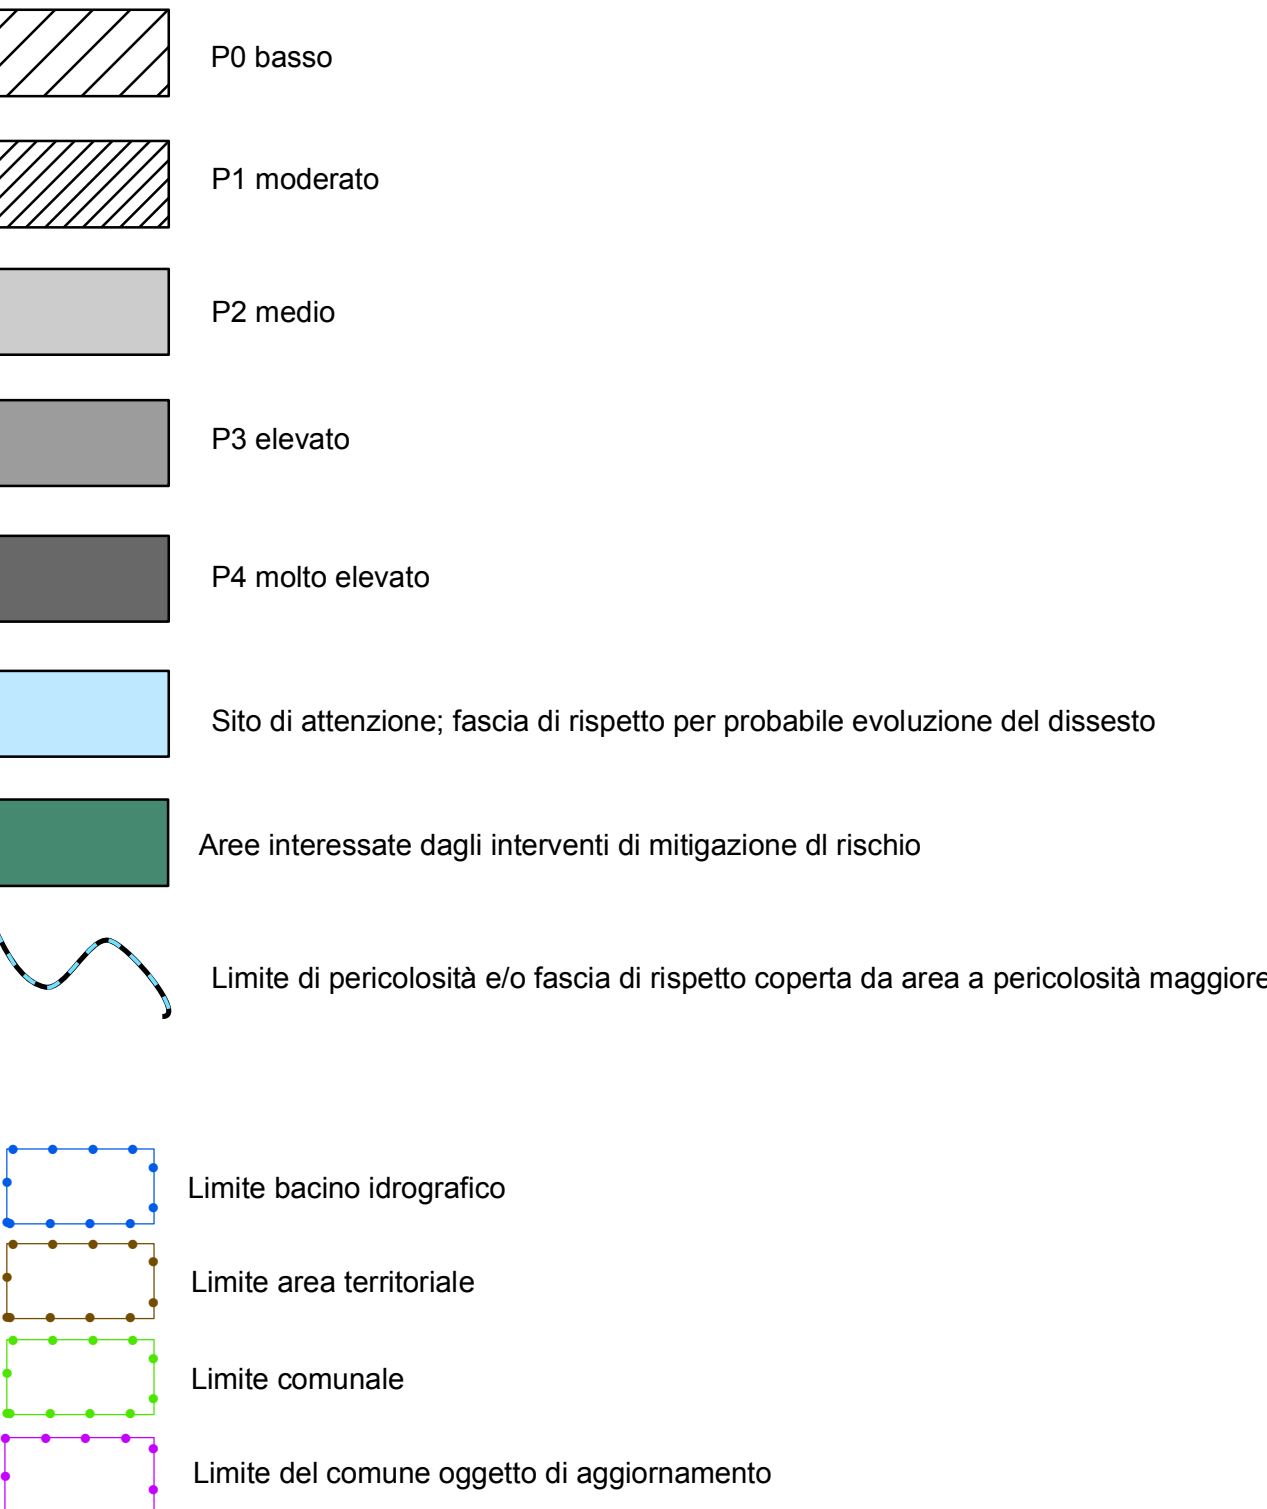 P0 basso
P1 moderato
P2 medio
P3 elevato
P4 molto elevato
Sito di attenzione; fascia di rispetto per probabile evoluzione del dissesto
Aree interessate dagli interventi di mitigazione dl rischio
Limite di pericolosità e/o fascia di rispetto coperta da area a pericolosità maggiore
Limite bacino idrografico
Limite area territoriale
Limite comunale
Limite del comune oggetto di aggiornamento